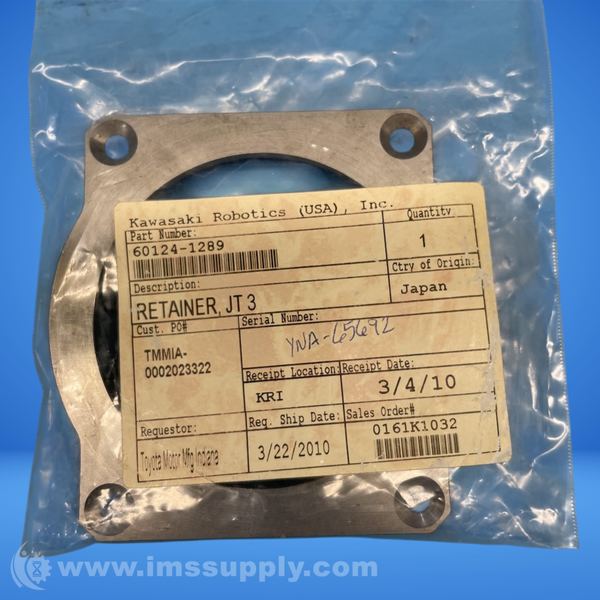 Kawasaki Robotics (USA), Inc.
Part Number:
60124-1289
Quantity
1
Description:
RETAINER, JT 3
Ctry of Origin:
Japan
Cust. PO#
TMMIA-
0002023322
Serial Number:
YNA-65692
Receipt Location:
KRI
Receipt Date:
3/4/10
Requestor:
Toyota Motor Mfg Indiana
Req. Ship Date:
3/22/2010
Sales Order#
0161K1032
www.imssupply.com